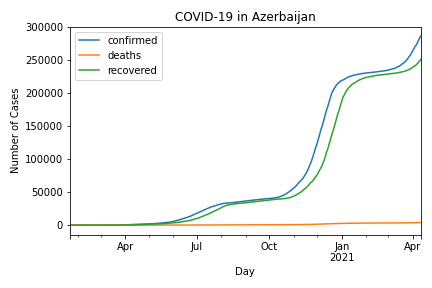 COVID-19 in Azerbaijan
300000
250000
200000
150000
100000
50000
0
Number of Cases
confirmed
deaths
recovered
Apr
Jul
Oct
Jan
2021
Apr
Day